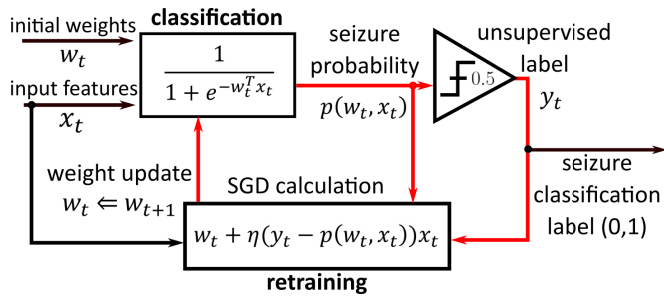 classification
initial weights
w_t
1
1 + e^{-w_t^T x_t}
input features
x_t
seizure
probability
p(w_t, x_t)
0.5
unsupervised
label
y_t
weight update
w_t ⇐ w_{t+1}
SGD calculation
w_t + η(y_t − p(w_t, x_t))x_t
retraining
seizure
classification
label (0,1)